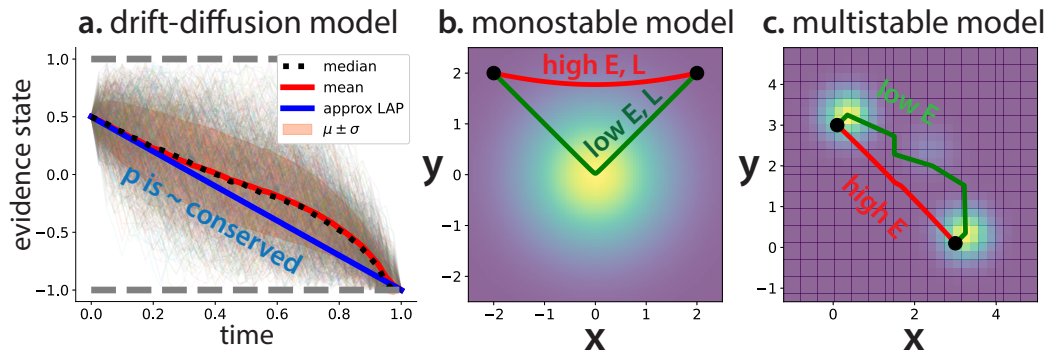 a. drift-diffusion model
evidence state
1.0
0.5
0.0
−0.5
−1.0
median
mean
approx LAP
μ ± σ
p is ~ conserved
0.0 0.2 0.4 0.6 0.8 1.0
time
b. monostable model
y
2
1
0
−1
−2
high E, L
low E, L
−2 0 2
x
c. multistable model
y
4
3
2
1
0
−1
low E
high E
0 2 4
x